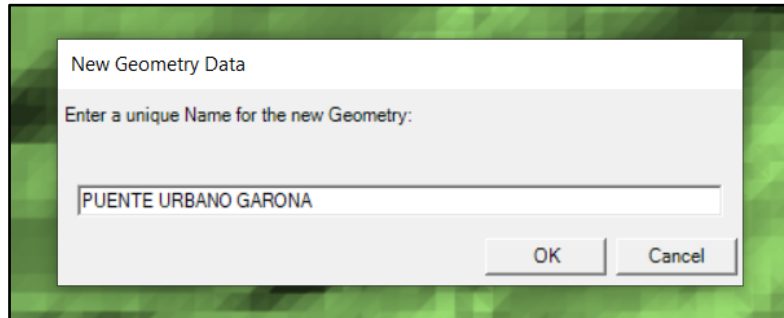 New Geometry Data
Enter a unique Name for the new Geometry:
PUENTE URBANO GARONA
OK Cancel